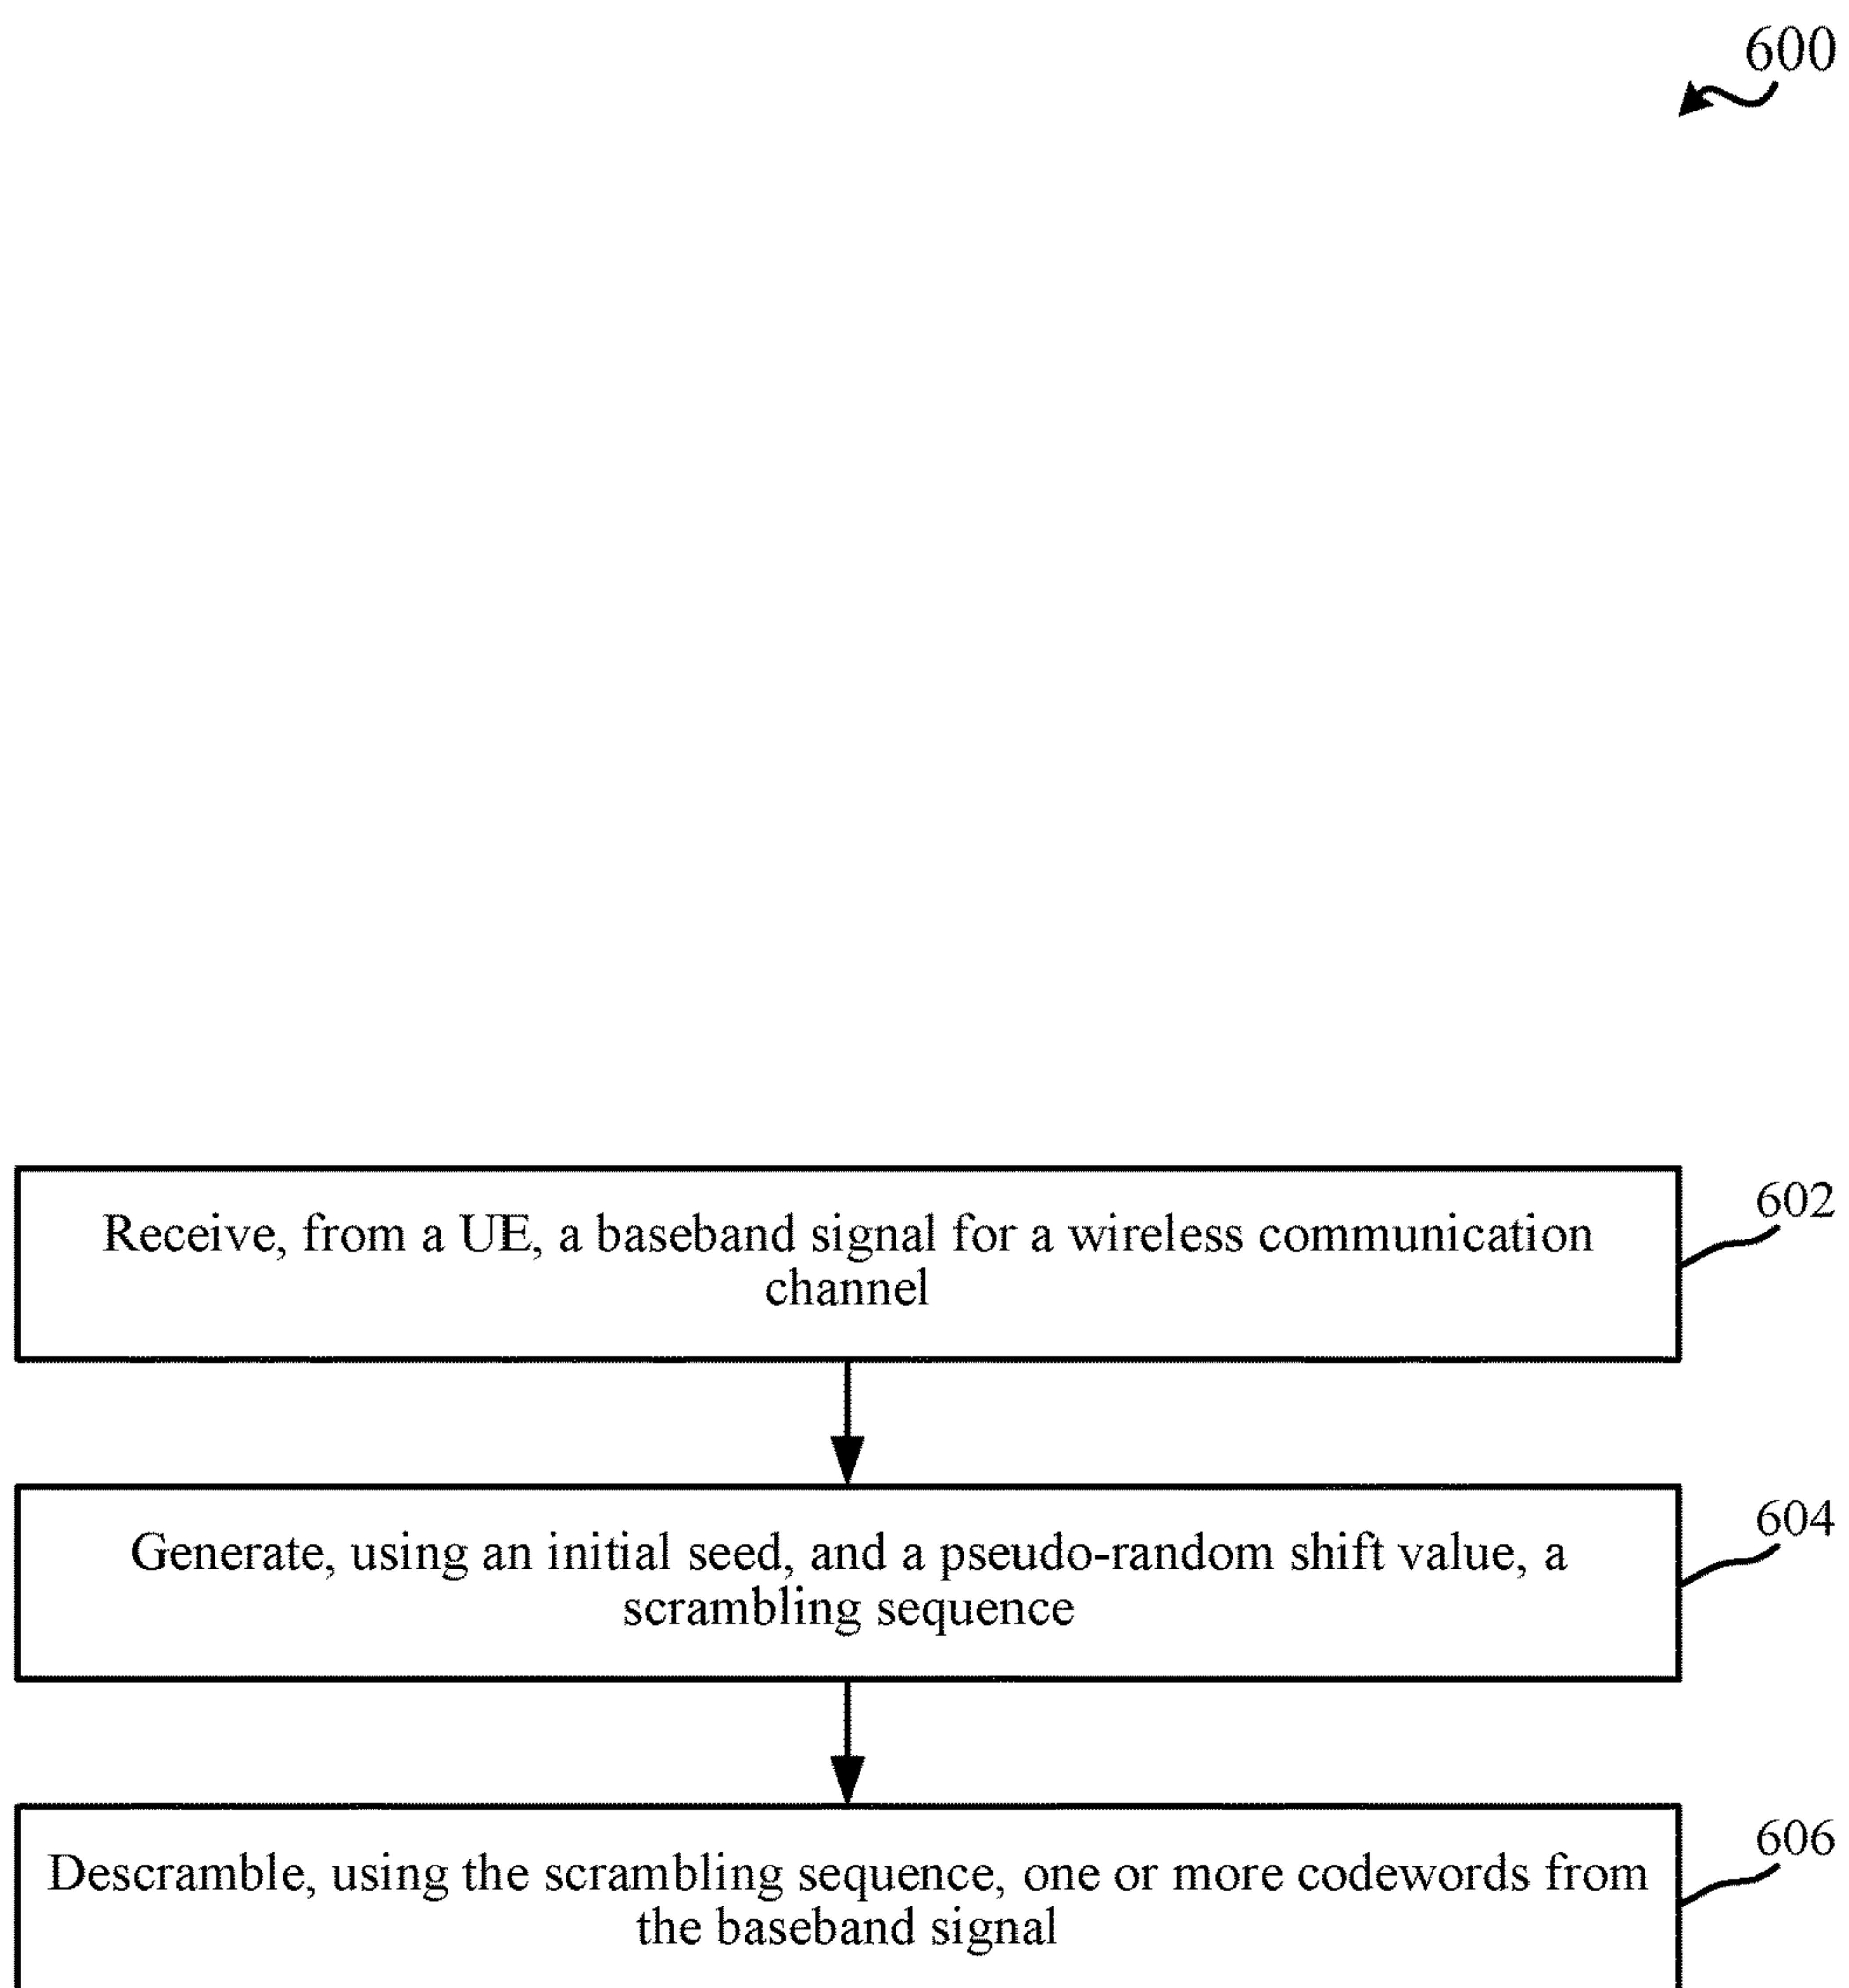 600
Receive, from a UE, a baseband signal for a wireless communication
channel
602
Generate, using an initial seed, and a pseudo-random shift value, a
scrambling sequence
604
Descramble, using the scrambling sequence, one or more codewords from
the baseband signal
606